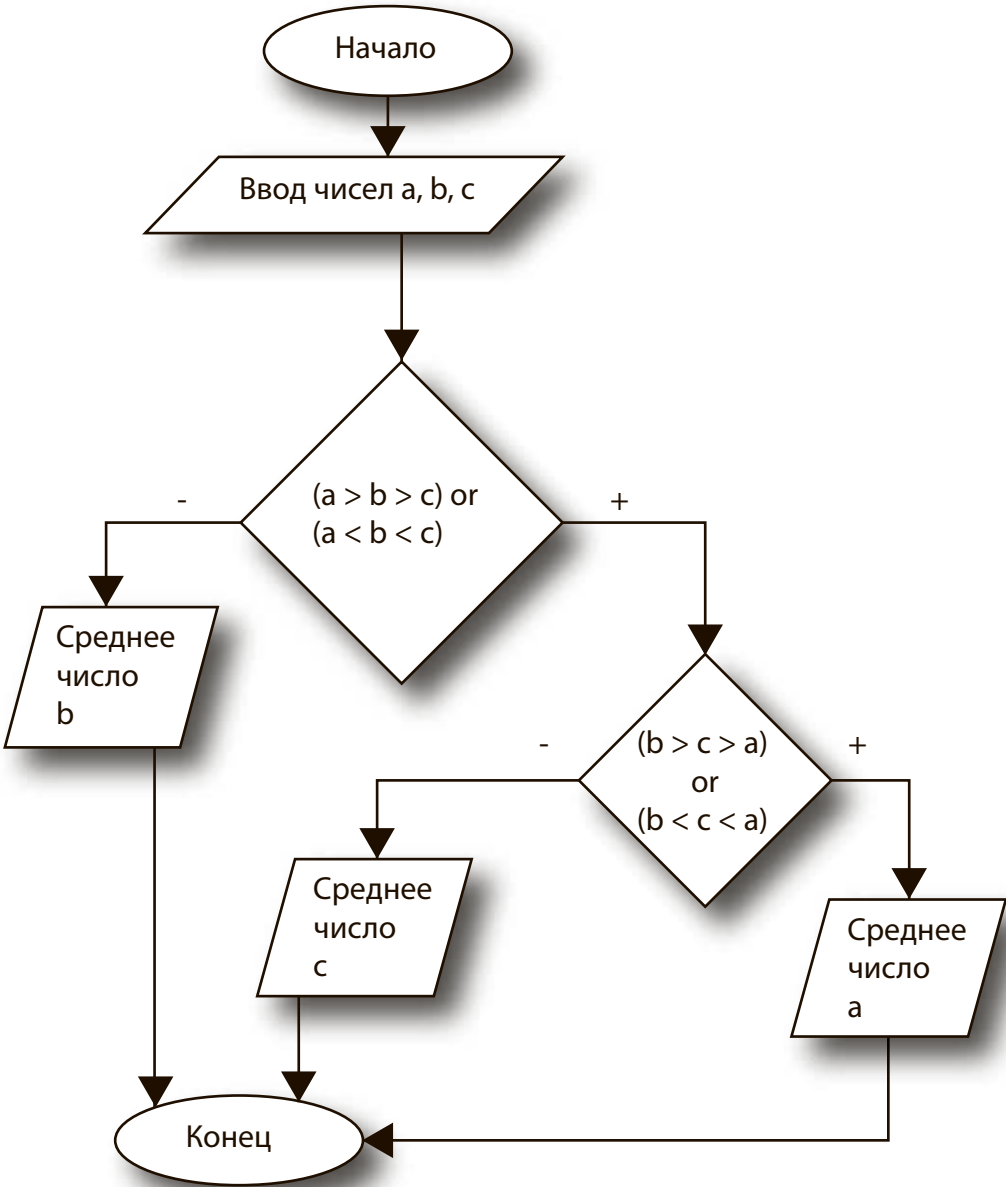 Начало
Ввод чисел a, b, c
(a > b > c) or
(a < b < c)
-
+
Среднее
число
b
(b > c > a)
or
(b < c < a)
-
+
Среднее
число
c
Среднее
число
a
Конец